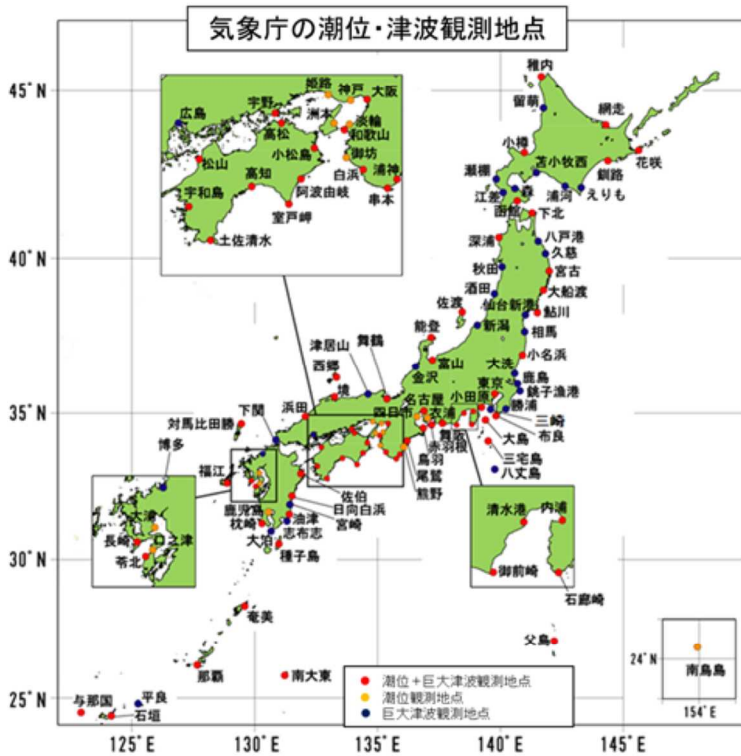 気象庁の潮位・津波観測地点
45°N
40°N
35°N
30°N
25°N
125°E
130°E
135°E
140°E
145°E
稚内
留萌
網走
小樽
苫小牧西
花咲
瀬棚
森
釧路
江差
函館
浦河
えりも
下北
深浦
八戸港
久慈
秋田
宮古
酒田
大船渡
佐渡
仙台新港
鮎川
能登
新潟
相馬
津居山
舞鶴
富山
小名浜
西郷
金沢
大洗
境
名古屋
東京
鹿島
浜田
四日市
衣浦
小田原
銚子漁港
下関
舞阪
勝浦
対馬比田勝
三崎
博多
赤羽根
布良
鳥羽
大島
福江
尾鷲
三宅島
佐伯
熊野
八丈島
鹿児島
日向白浜
枕崎
油津
宮崎
志布志
大泊
種子島
奄美
父島
那覇
南大東
与那国
平良
石垣
姫路
神戸
大阪
広島
宇野
洲本
淡輪
高松
和歌山
松山
小松島
御坊
高知
白浜
浦神
宇和島
阿波由岐
串本
室戸岬
土佐清水
大浦
長崎
口之津
苓北
清水港
内浦
御前崎
石廊崎
24°N
南鳥島
154°E
潮位+巨大津波観測地点
潮位観測地点
巨大津波観測地点